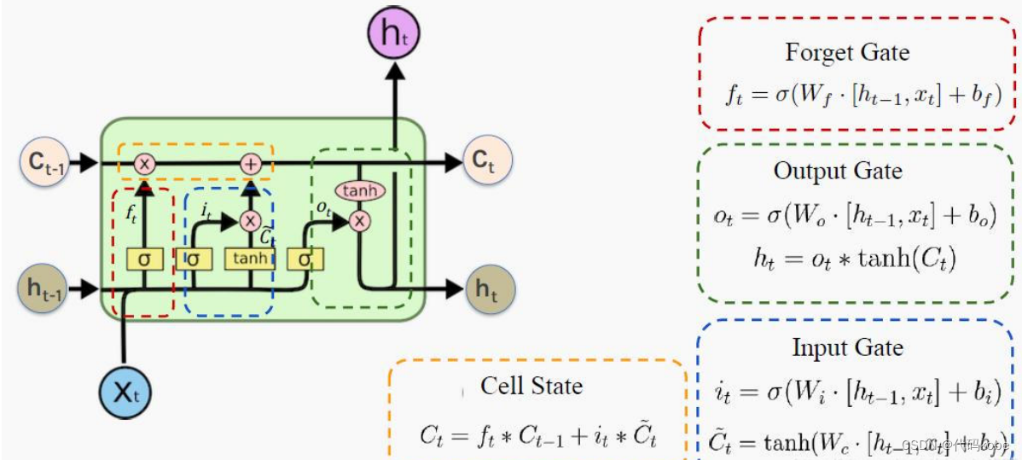 h_t
C_{t-1}
x
+
C_t
tanh
f_t
i_t
x
C̃_t
o_t
x
σ
σ
tanh
σ
h_{t-1}
h_t
X_t
Forget Gate
f_t = σ(W_f · [h_{t-1}, x_t] + b_f)
Output Gate
o_t = σ(W_o · [h_{t-1}, x_t] + b_o)
h_t = o_t * tanh(C_t)
Input Gate
i_t = σ(W_i · [h_{t-1}, x_t] + b_i)
C̃_t = tanh(W_c · [h_{t-1}, x_t] + b_f)
Cell State
C_t = f_t * C_{t-1} + i_t * C̃_t